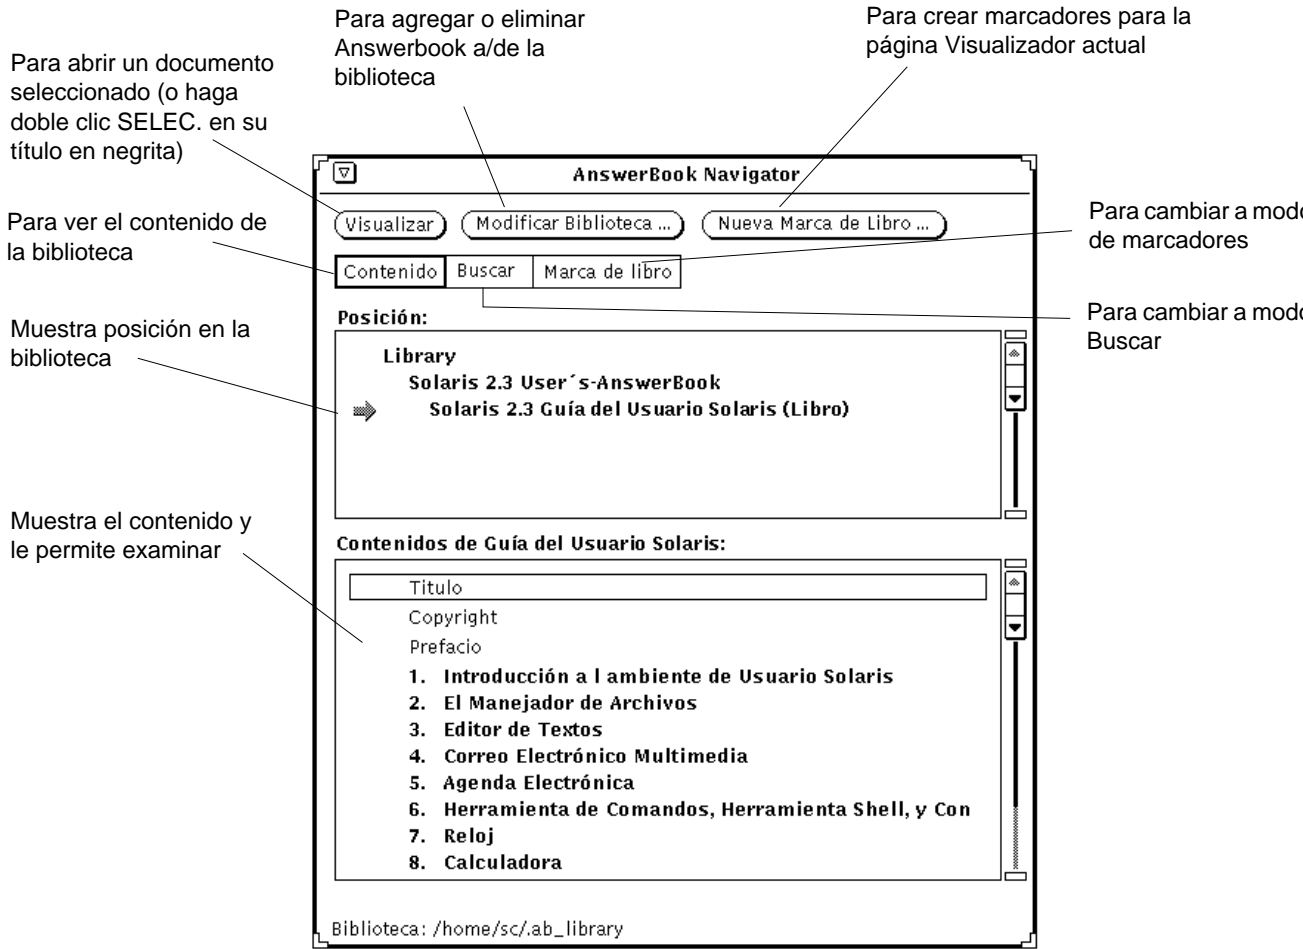 Para agregar o eliminar
Answerbook a/de la
biblioteca
Para crear marcadores para la
página Visualizador actual
Para abrir un documento
seleccionado (o haga
doble clic SELEC. en su
título en negrita)
AnswerBook Navigator
Visualizar
Modificar Biblioteca ...
Nueva Marca de Libro ...
Para cambiar a modo
de marcadores
Para ver el contenido de
la biblioteca
Contenido
Buscar
Marca de libro
Para cambiar a modo
Buscar
Posición:
Muestra posición en la
biblioteca
Library
Solaris 2.3 User´s-AnswerBook
Solaris 2.3 Guía del Usuario Solaris (Libro)
Muestra el contenido y
le permite examinar
Contenidos de Guía del Usuario Solaris:
Titulo
Copyright
Prefacio
1. Introducción a l ambiente de Usuario Solaris
2. El Manejador de Archivos
3. Editor de Textos
4. Correo Electrónico Multimedia
5. Agenda Electrónica
6. Herramienta de Comandos, Herramienta Shell, y Con
7. Reloj
8. Calculadora
Biblioteca: /home/sc/.ab_library